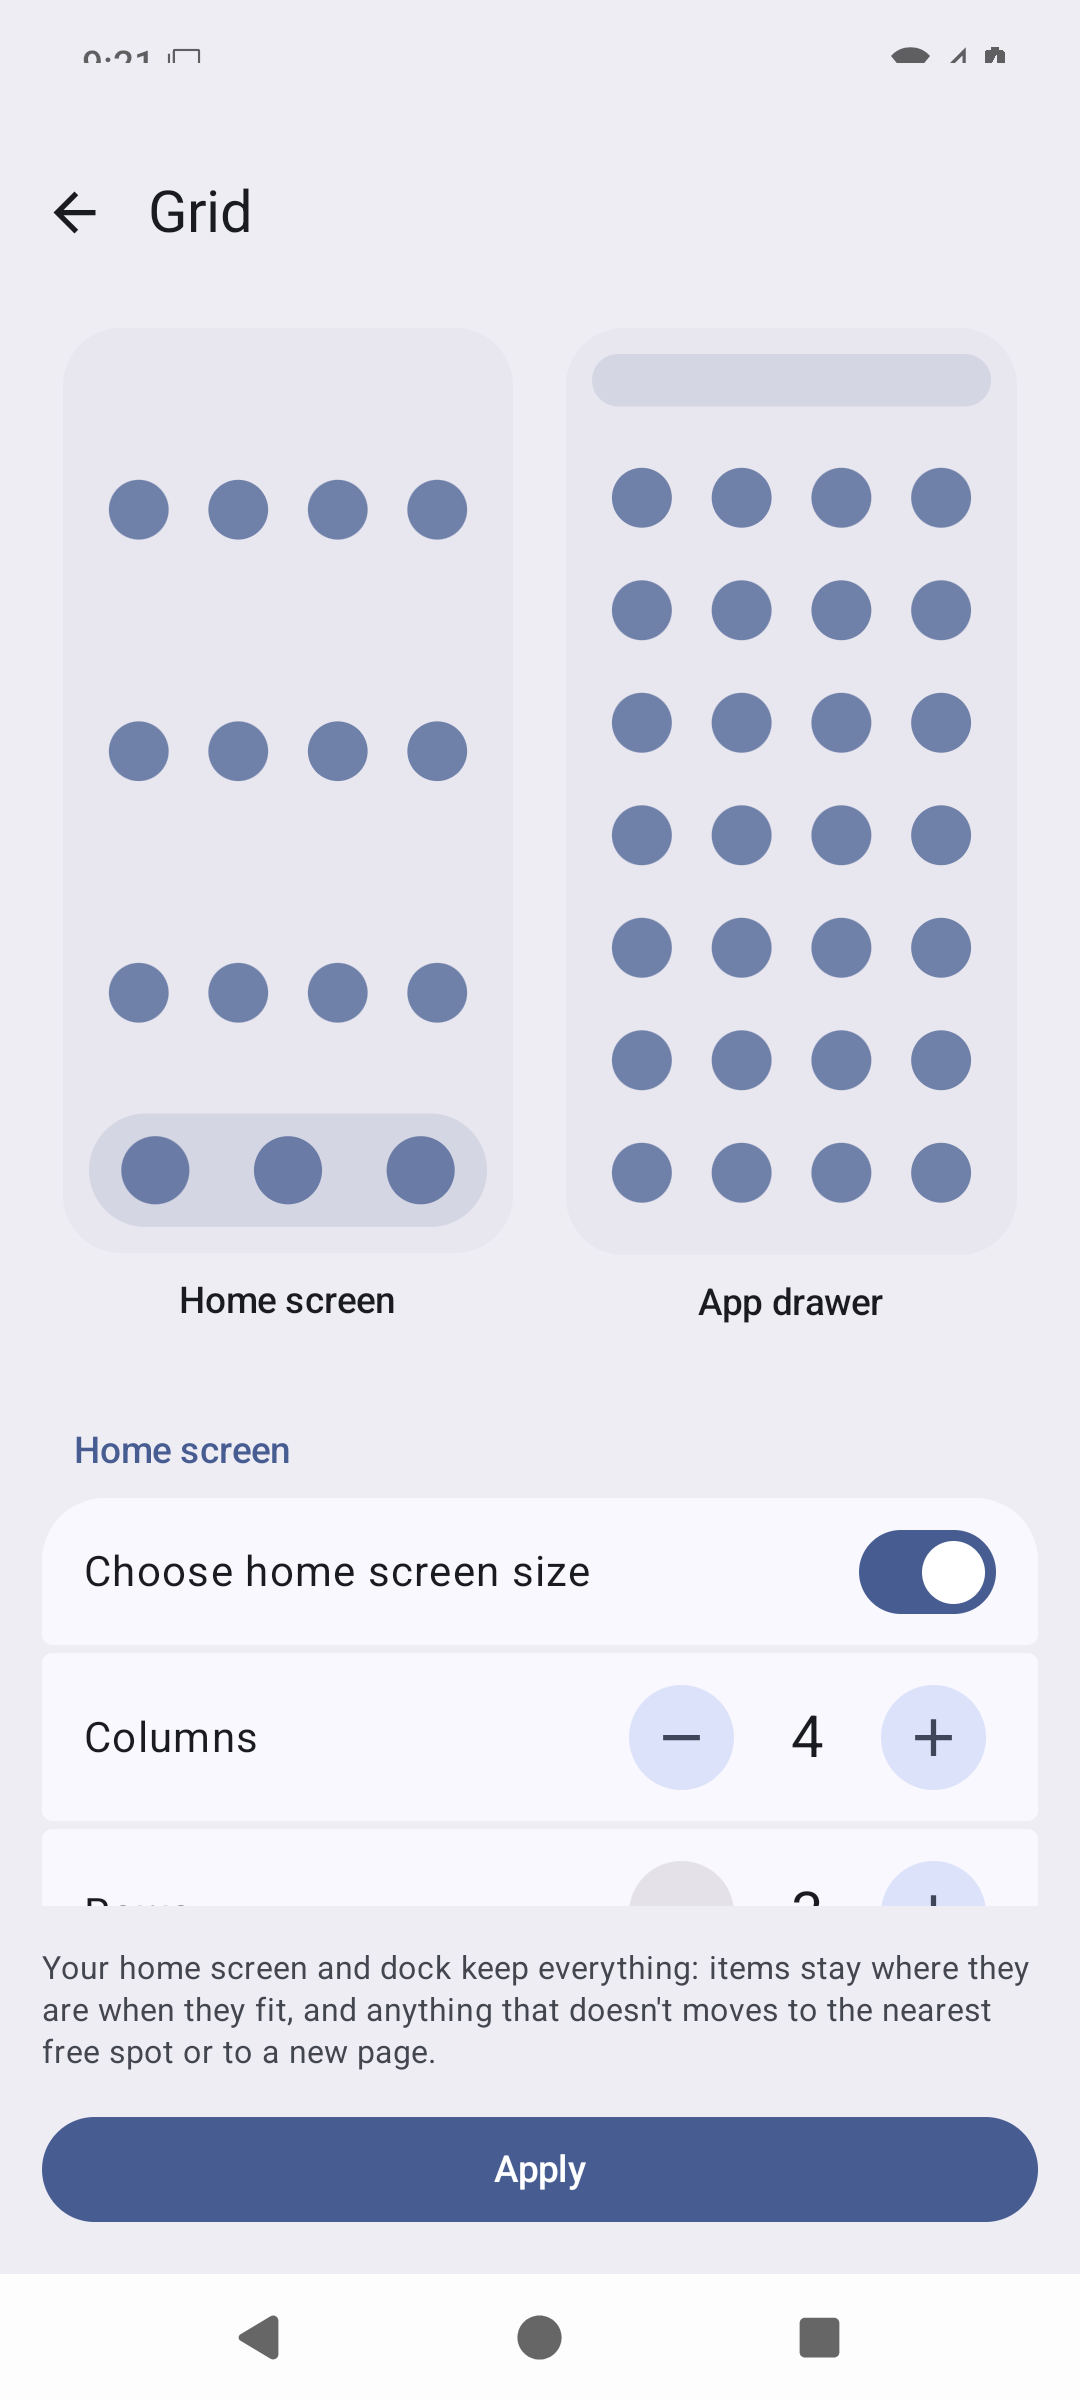 Grid
Home screen
App drawer
Home screen
Choose home screen size
Columns
4
Your home screen and dock keep everything: items stay where they
are when they fit, and anything that doesn't moves to the nearest
free spot or to a new page.
Apply